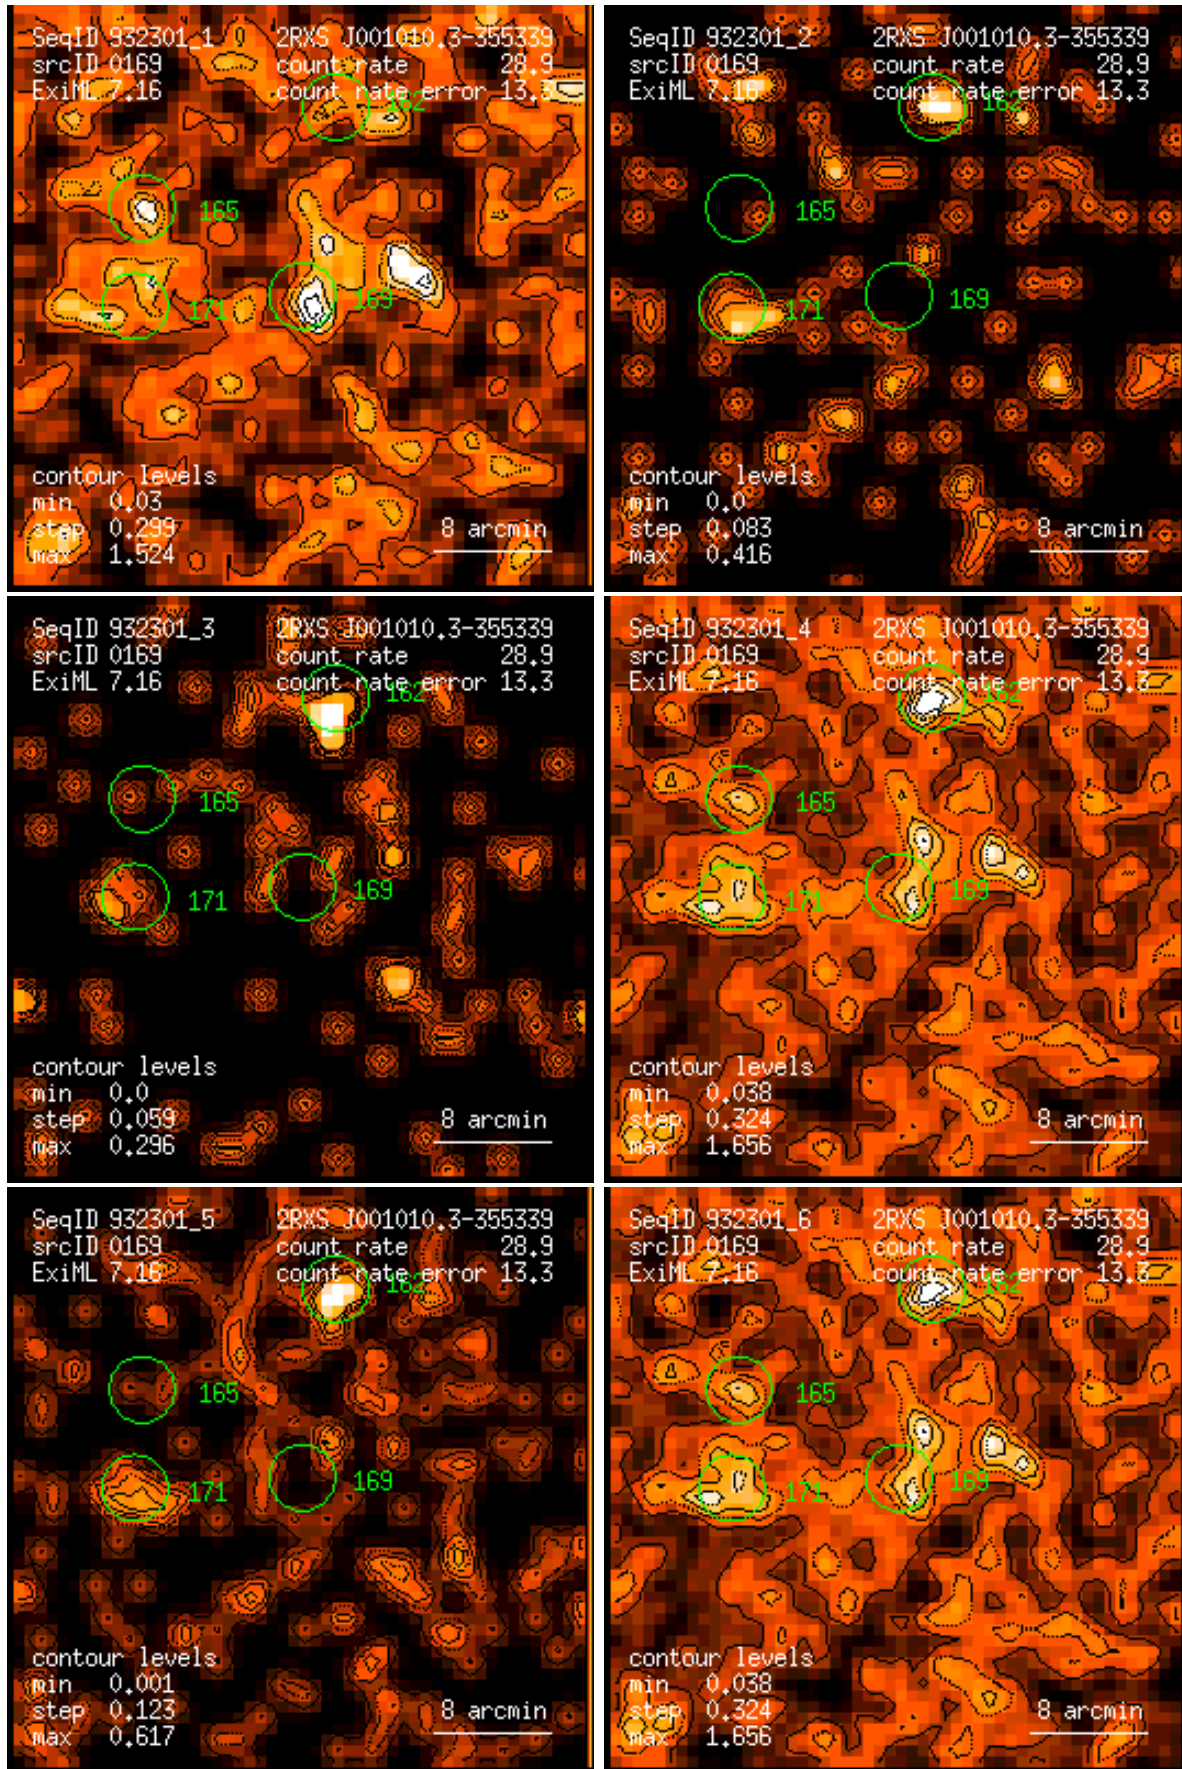 SeqID 932301_1 2RXS J001010.3-355339
srcID 0169 count rate 28.9
ExiML 7.16 count rate error 13.3
162
165
169
171
contour levels
min 0.03
step 0.299
max 1.524
8 arcmin
SeqID 932301_2 2RXS J001010.3-355339
srcID 0169 count rate 28.9
ExiML 7.16 count rate error 13.3
162
165
169
171
contour levels
min 0.0
step 0.083
max 0.416
8 arcmin
SeqID 932301_3 2RXS J001010.3-355339
srcID 0169 count rate 28.9
ExiML 7.16 count rate error 13.3
162
165
169
171
contour levels
min 0.0
step 0.059
max 0.296
8 arcmin
SeqID 932301_4 2RXS J001010.3-355339
srcID 0169 count rate 28.9
ExiML 7.16 count rate error 13.3
162
165
169
171
contour levels
min 0.038
step 0.324
max 1.656
8 arcmin
SeqID 932301_5 2RXS J001010.3-355339
srcID 0169 count rate 28.9
ExiML 7.16 count rate error 13.3
162
165
169
171
contour levels
min 0.001
step 0.123
max 0.617
8 arcmin
SeqID 932301_6 2RXS J001010.3-355339
srcID 0169 count rate 28.9
ExiML 7.16 count rate error 13.3
162
165
169
171
contour levels
min 0.038
step 0.324
max 1.656
8 arcmin